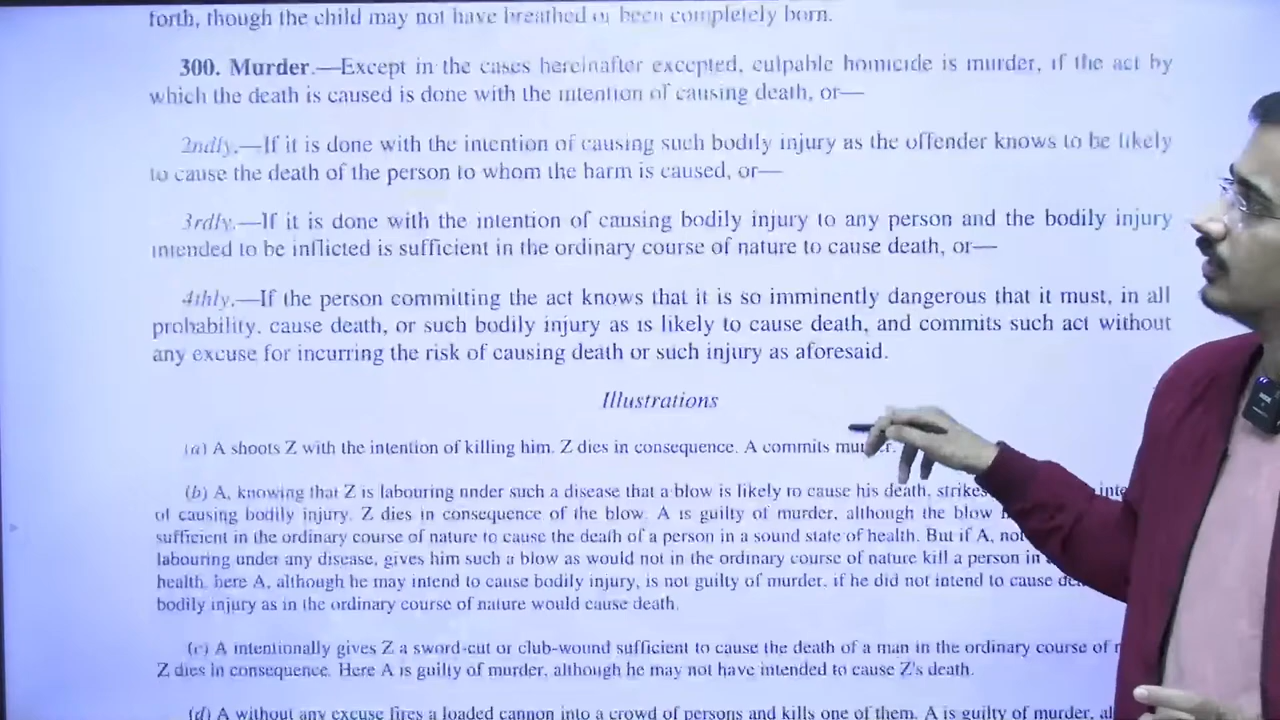 forth, though the child may not have breathed or been completely born.
300. Murder.—Except in the cases hereinafter excepted, culpable homicide is murder, if the act by
which the death is caused is done with the intention of causing death, or—
2ndly.—If it is done with the intention of causing such bodily injury as the offender knows to be likely
to cause the death of the person to whom the harm is caused, or—
3rdly.—If it is done with the intention of causing bodily injury to any person and the bodily injury
intended to be inflicted is sufficient in the ordinary course of nature to cause death, or—
4thly.—If the person committing the act knows that it is so imminently dangerous that it must, in all
probability, cause death, or such bodily injury as is likely to cause death, and commits such act without
any excuse for incurring the risk of causing death or such injury as aforesaid.
Illustrations
(a) A shoots Z with the intention of killing him. Z dies in consequence. A commits
(b) A, knowing that Z is labouring under such a disease that a blow is likely to cause his death, strikes
of causing bodily injury. Z dies in consequence of the blow. A is guilty of murder, although the blow
sufficient in the ordinary course of nature to cause the death of a person in a sound state of health. But if A, not
labouring under any disease, gives him such a blow as would not in the ordinary course of nature kill a person in
health, here A, although he may intend to cause bodily injury, is not guilty of murder, if he did not intend to cause
bodily injury as in the ordinary course of nature would cause death.
(c) A intentionally gives Z a sword-cut or club-wound sufficient to cause the death of a man in the ordinary course of
Z dies in consequence. Here A is guilty of murder, although he may not have intended to cause Z's death.
(d) A without any excuse fires a loaded cannon into a crowd of persons and kills one of them. A is guilty of murder,